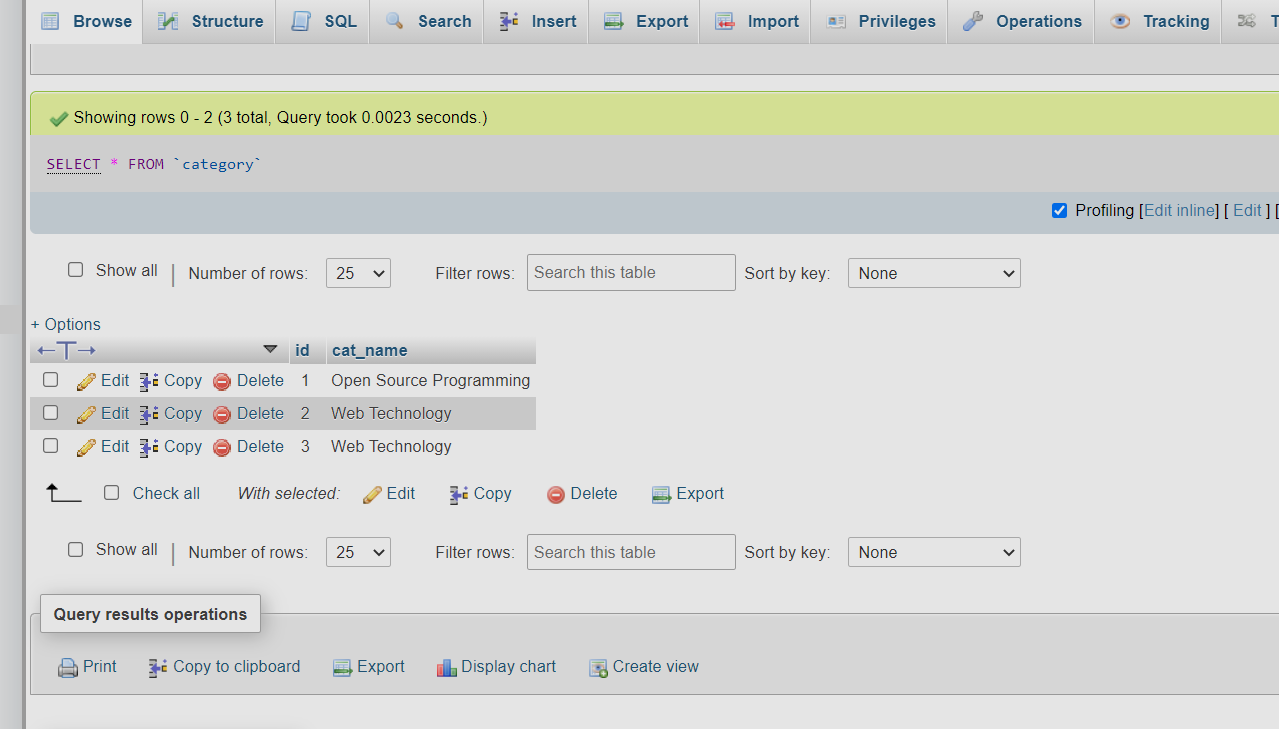 Browse Structure SQL Search Insert Export Import Privileges Operations Tracking
Showing rows 0 - 2 (3 total, Query took 0.0023 seconds.)
SELECT * FROM `category`
Profiling [Edit inline] [ Edit ] [
Show all | Number of rows: 25 Filter rows: Search this table Sort by key: None
+ Options
←T→ id cat_name
Edit Copy Delete 1 Open Source Programming
Edit Copy Delete 2 Web Technology
Edit Copy Delete 3 Web Technology
Check all With selected: Edit Copy Delete Export
Show all | Number of rows: 25 Filter rows: Search this table Sort by key: None
Query results operations
Print Copy to clipboard Export Display chart Create view